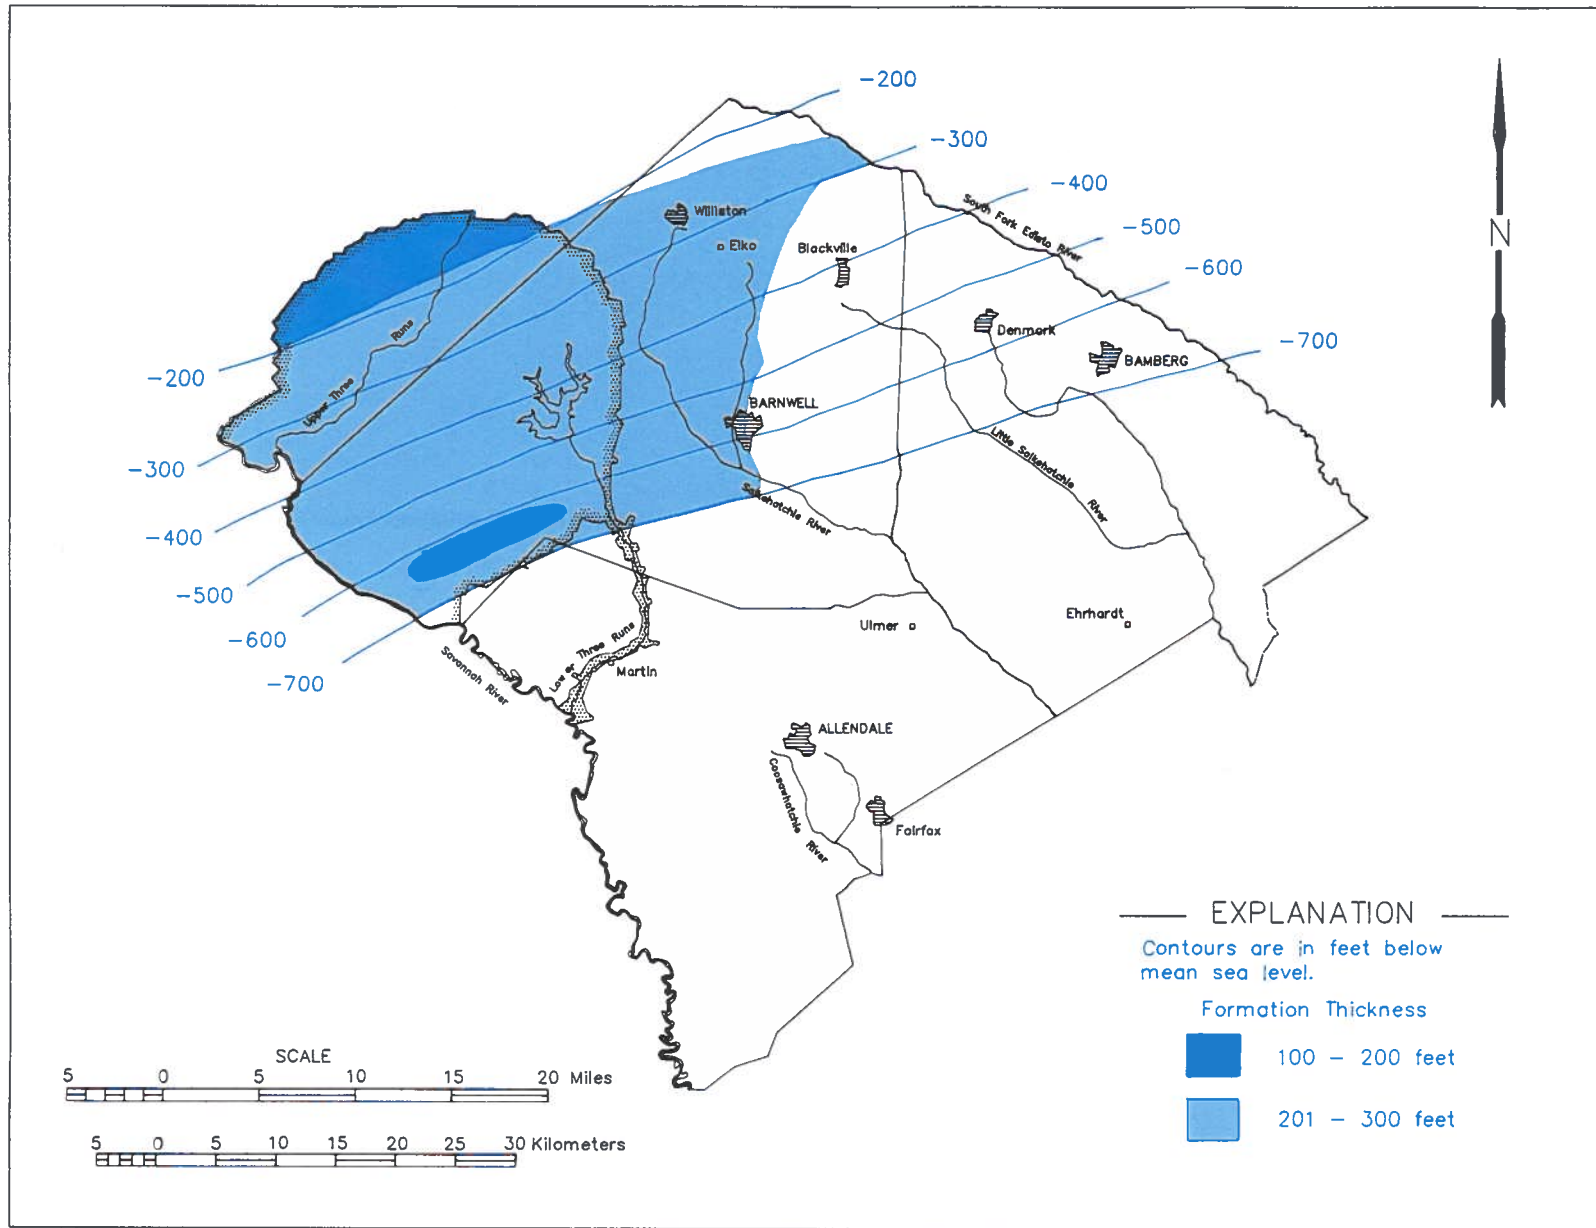 -200
-300
-400
-500
-600
-700
N
South Fork Edisto River
Williston
Elko
Blackville
Denmark
BAMBERG
BARNWELL
Upper Three Runs
Little Salkehatchie River
Salkehatchie River
-200
-300
-400
-500
-600
-700
Savannah River
Lower Three Runs
Martin
Ulmer
Ehrhardt
ALLENDALE
Coosawhatchie River
Fairfax
EXPLANATION
Contours are in feet below
mean sea level.
Formation Thickness
100 - 200 feet
201 - 300 feet
SCALE
5 0 5 10 15 20 Miles
5 0 5 10 15 20 25 30 Kilometers